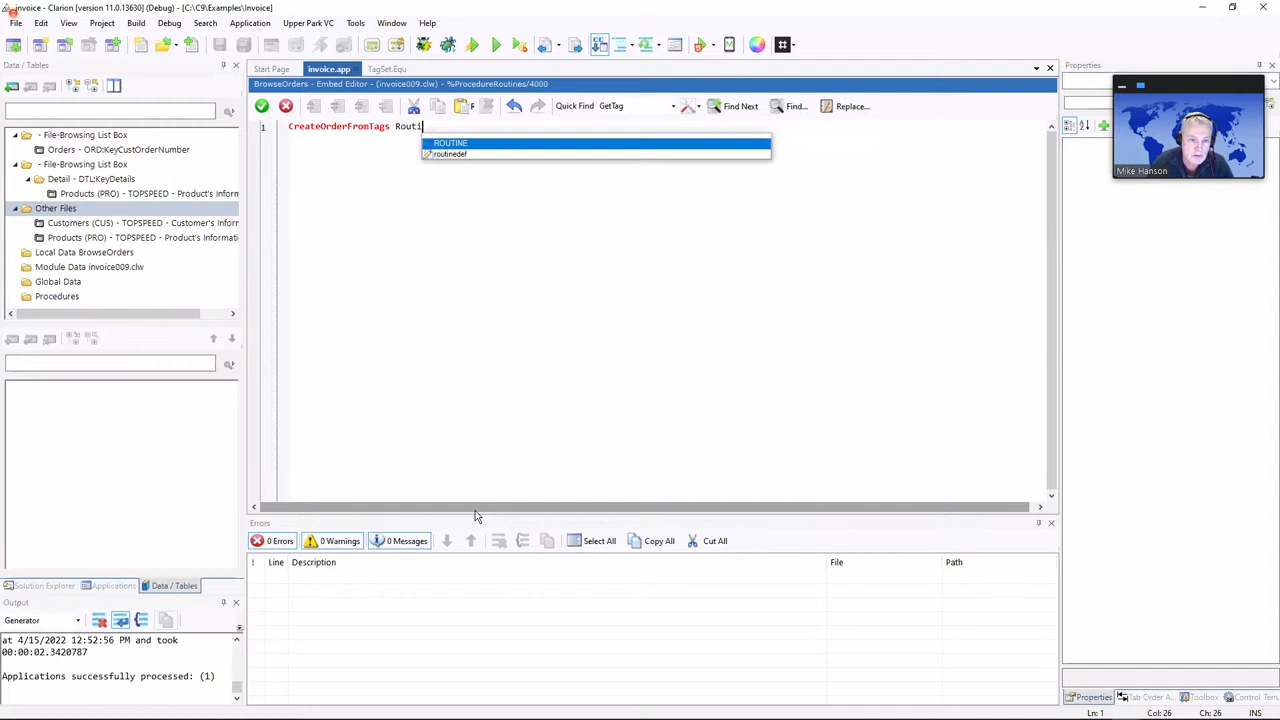 invoice - Clarion [version 11.0.13630] (Debug) - [C:\C9\Examples\Invoice]
File Edit View Project Build Debug Search Application Upper Park VC Tools Window Help
Data / Tables
Start Page invoice.app TagSet.Equ
Properties
BrowseOrders - Embed Editor - (invoice009.clw) - %ProcedureRoutines/4000
Quick Find GetTag Find Next Find... Replace...
1 CreateOrderFromTags Routi
ROUTINE
routinedef
- File-Browsing List Box
Orders - ORD:KeyCustOrderNumber
- File-Browsing List Box
Detail - DTL:KeyDetails
Products (PRO) - TOPSPEED - Product's Inform
Other Files
Customers (CUS) - TOPSPEED - Customer's Infor
Products (PRO) - TOPSPEED - Product's Informati
Local Data BrowseOrders
Module Data invoice009.clw
Global Data
Procedures
Mike Hanson
Errors
0 Errors 0 Warnings 0 Messages Select All Copy All Cut All
! Line Description File Path
Solution Explorer Applications Data / Tables
Output
Generator
at 4/15/2022 12:52:56 PM and took
00:00:02.3420787
Applications successfully processed: (1)
Properties Tab Order A... Toolbox Control Tem
Ln: 1 Col: 26 Ch: 26 INS